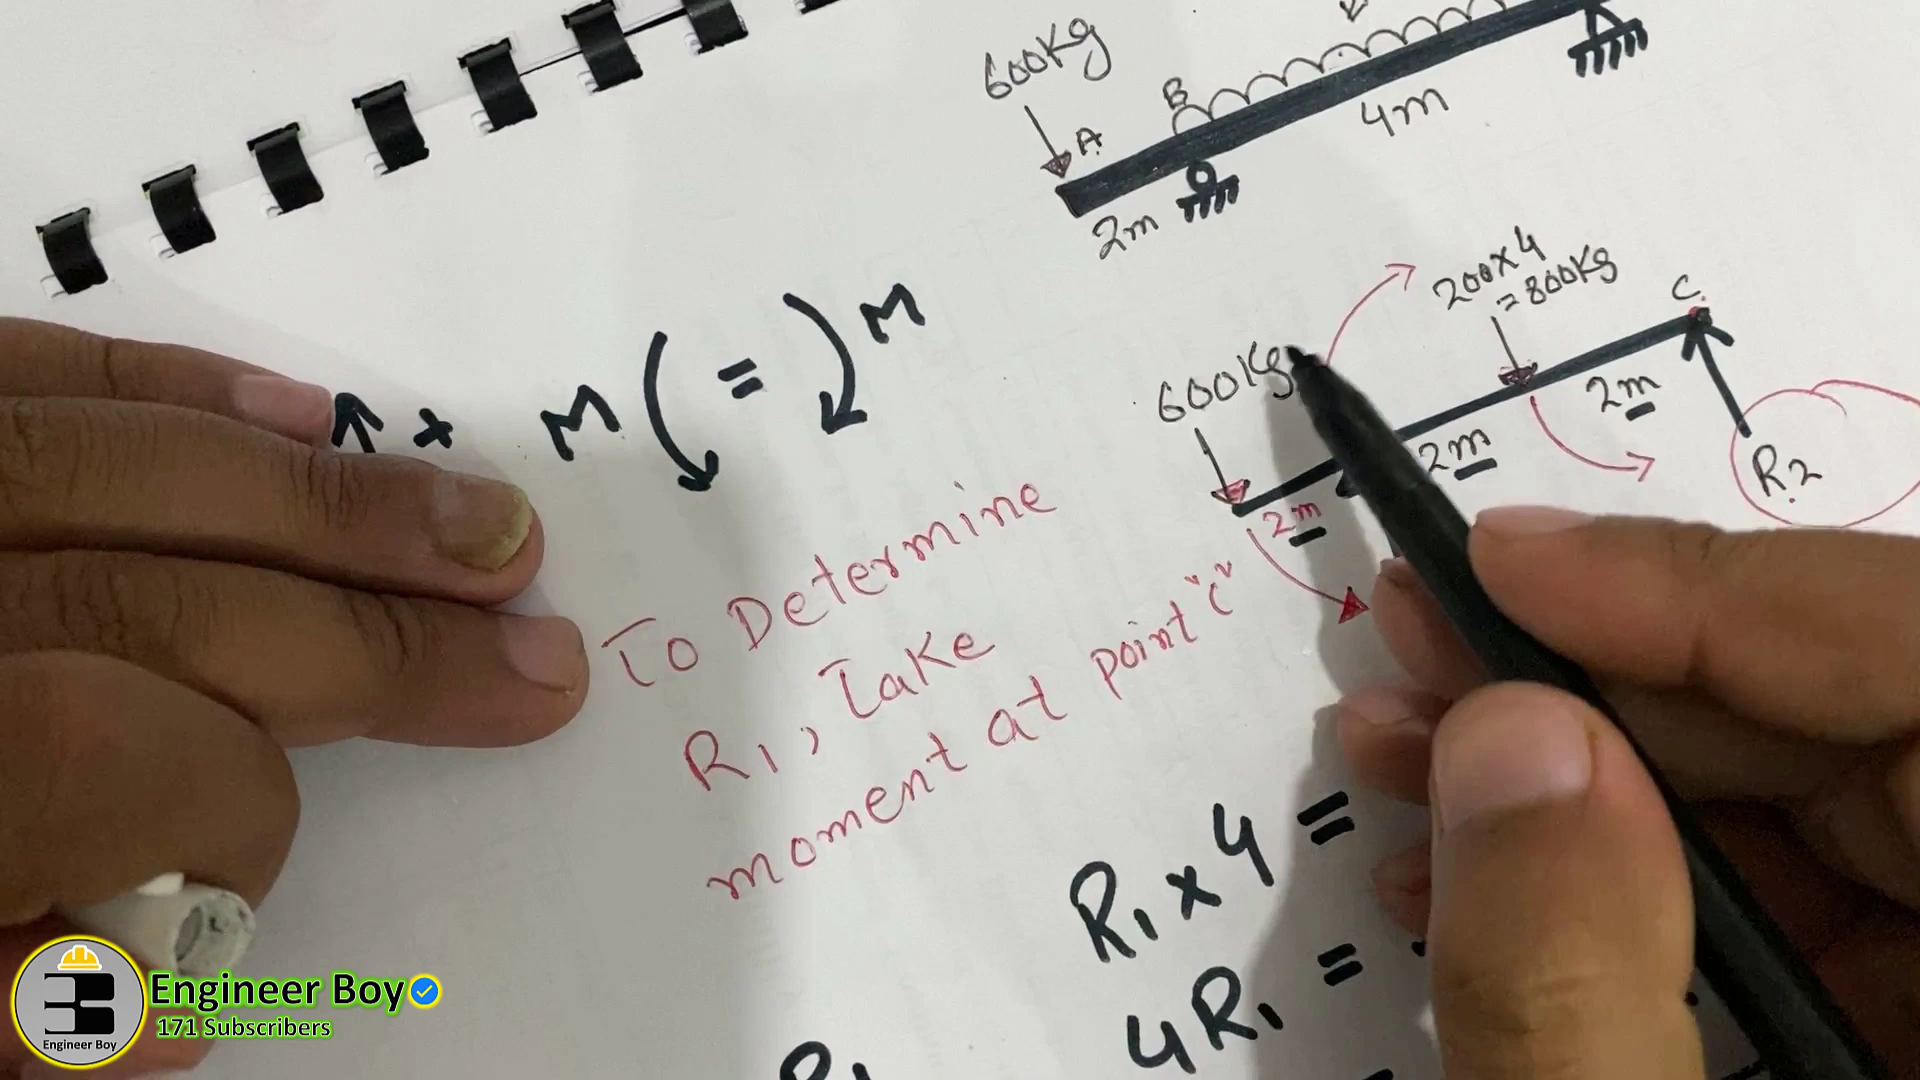 600Kg
A
B
4m
2m
200x4
=800Kg
C
600Kg
2m
2m
2m
R2
↑ + M = M
To Determine
R1, Take
moment at point "C"
R1 x 4 =
4R1 =
R1 =
Engineer Boy
171 Subscribers
Engineer Boy